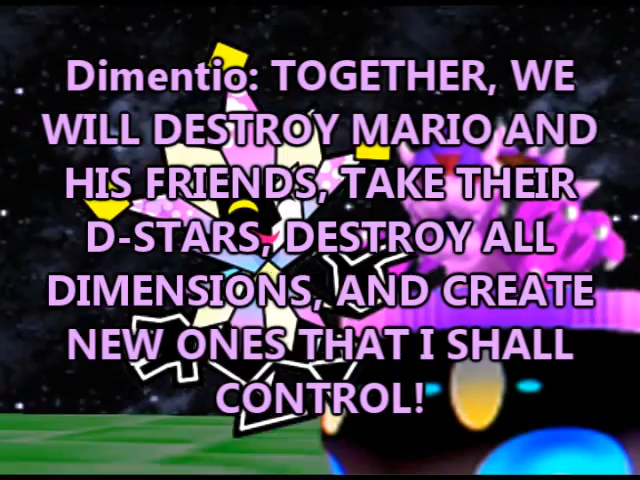 Dimentio: TOGETHER, WE
WILL DESTROY MARIO AND
HIS FRIENDS, TAKE THEIR
D-STARS, DESTROY ALL
DIMENSIONS, AND CREATE
NEW ONES THAT I SHALL
CONTROL!